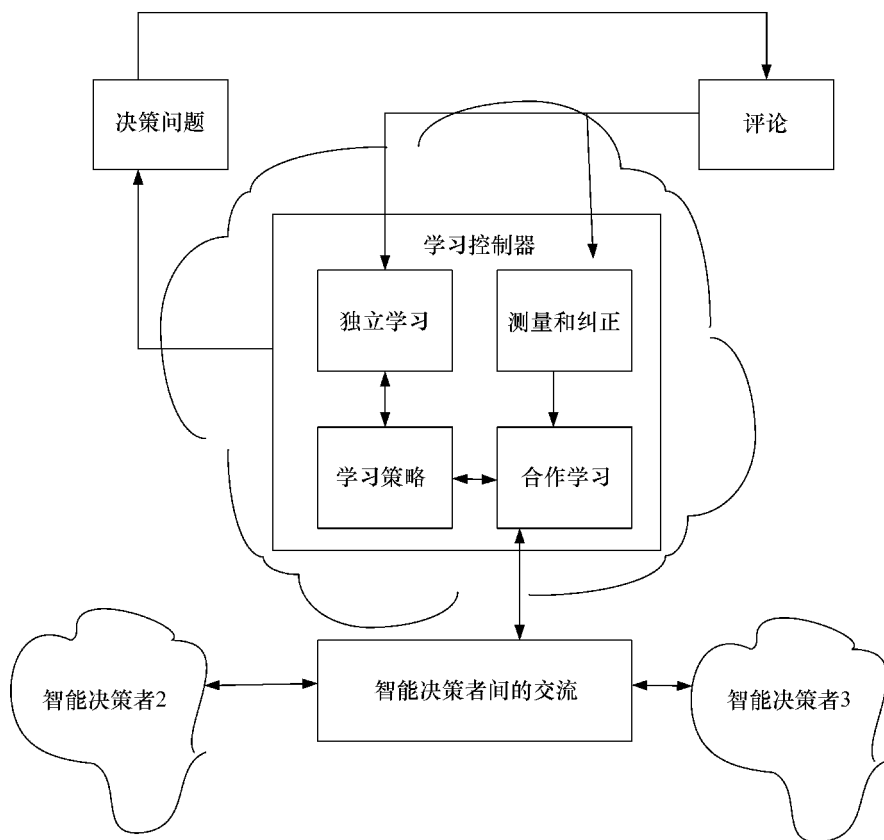 决策问题
评论
学习控制器
独立学习
测量和纠正
学习策略
合作学习
智能决策者2
智能决策者间的交流
智能决策者3